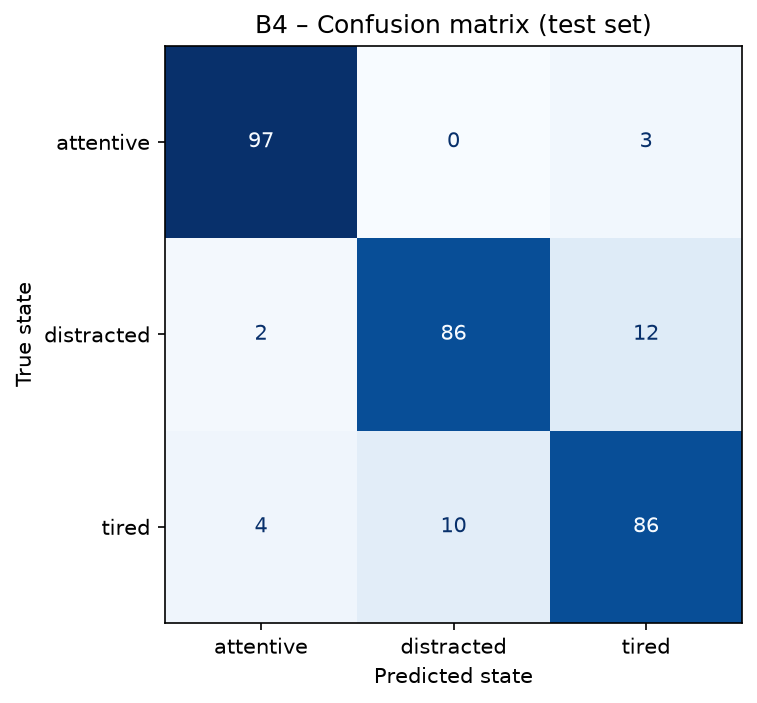 B4 – Confusion matrix (test set)
True state
attentive 97 0 3
distracted 2 86 12
tired 4 10 86
attentive distracted tired
Predicted state